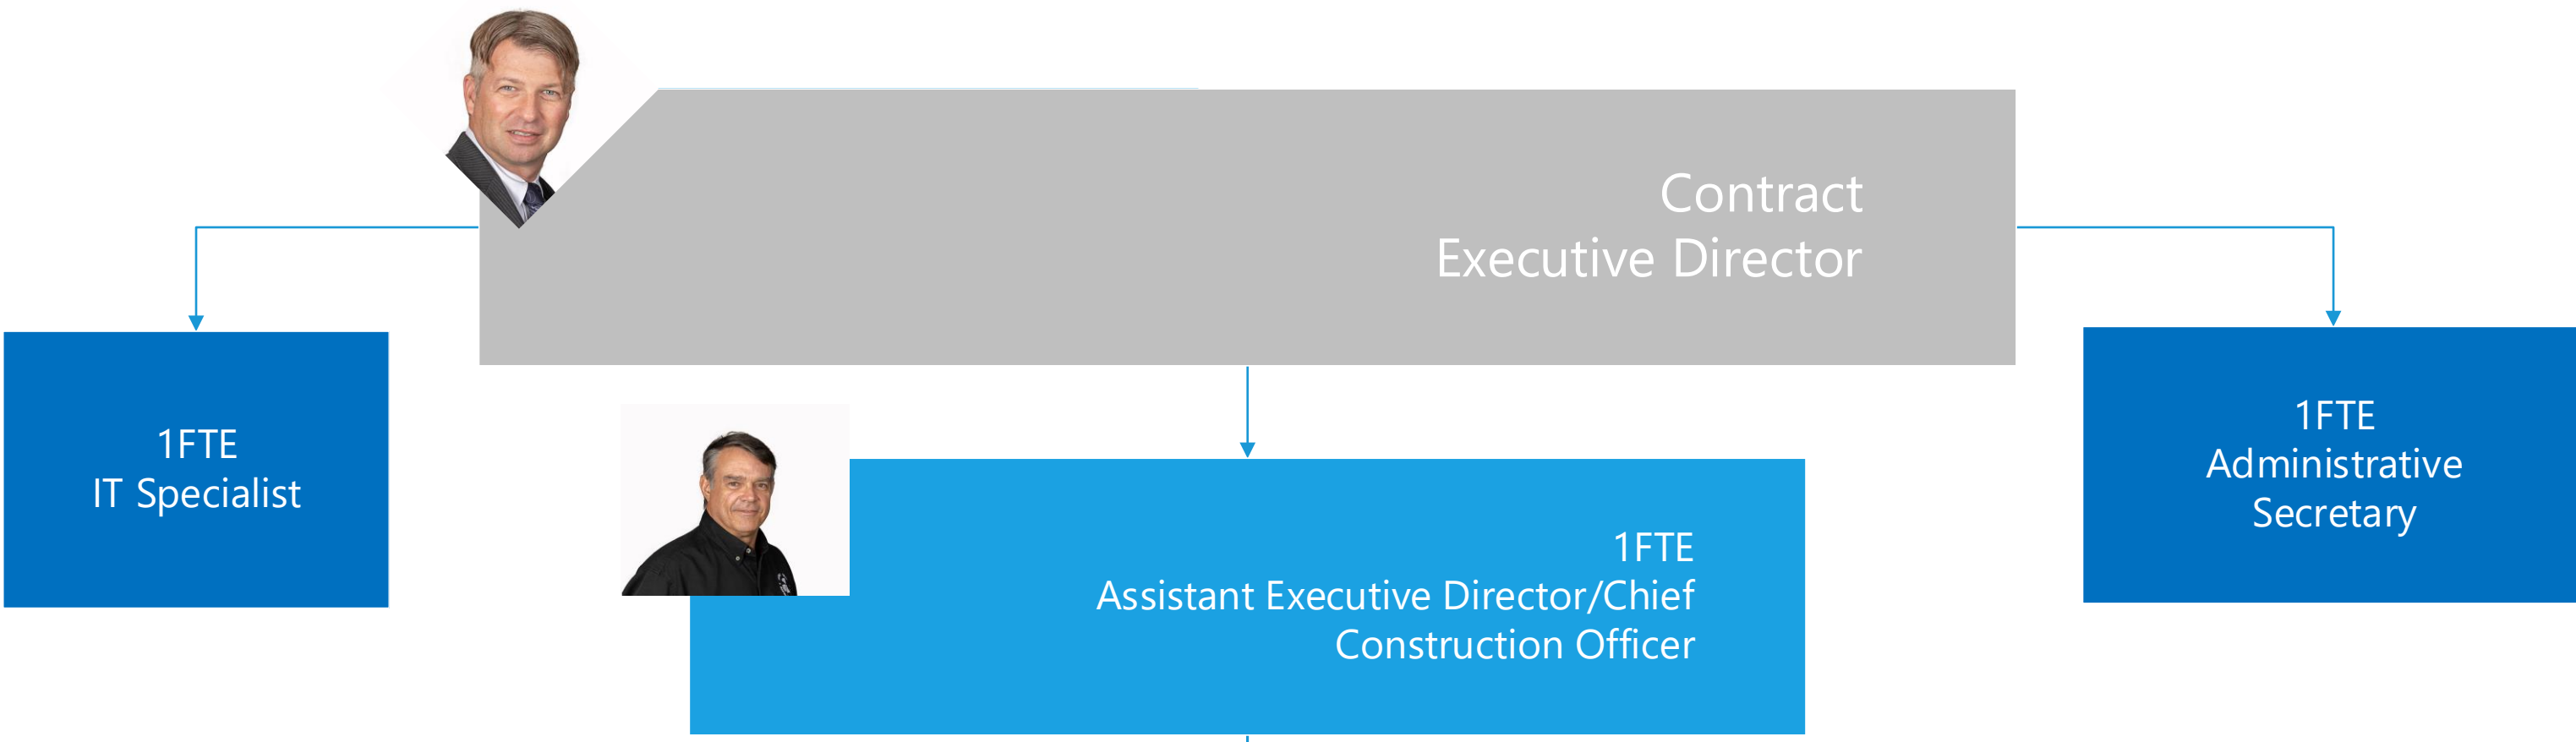 Contract
Executive Director
1FTE
IT Specialist
1FTE
Administrative
Secretary
1FTE
Assistant Executive Director/Chief
Construction Officer